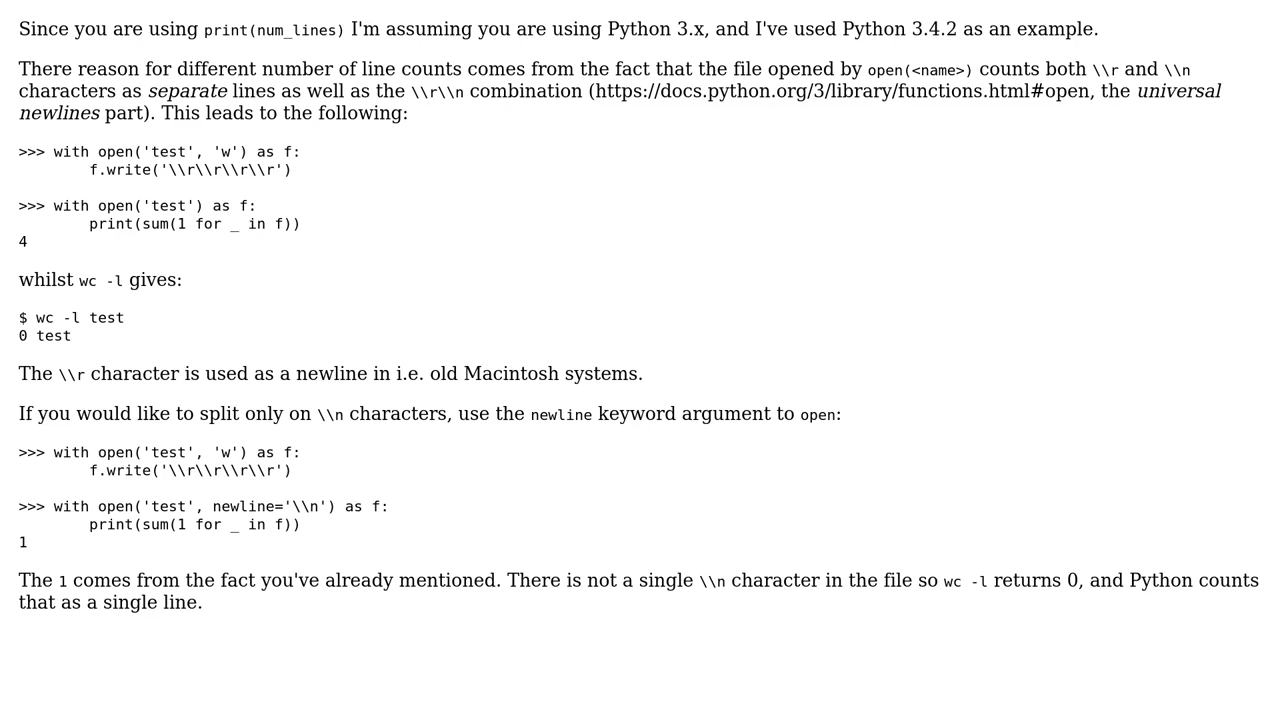 Since you are using print(num_lines) I'm assuming you are using Python 3.x, and I've used Python 3.4.2 as an example.
There reason for different number of line counts comes from the fact that the file opened by open(<name>) counts both \\r and \\n
characters as separate lines as well as the \\r\\n combination (https://docs.python.org/3/library/functions.html#open, the universal
newlines part). This leads to the following:
>>> with open('test', 'w') as f:
        f.write('\\r\\r\\r\\r')
>>> with open('test') as f:
        print(sum(1 for _ in f))
4
whilst wc -l gives:
$ wc -l test
0 test
The \\r character is used as a newline in i.e. old Macintosh systems.
If you would like to split only on \\n characters, use the newline keyword argument to open:
>>> with open('test', 'w') as f:
        f.write('\\r\\r\\r\\r')
>>> with open('test', newline='\\n') as f:
        print(sum(1 for _ in f))
1
The 1 comes from the fact you've already mentioned. There is not a single \\n character in the file so wc -l returns 0, and Python counts
that as a single line.